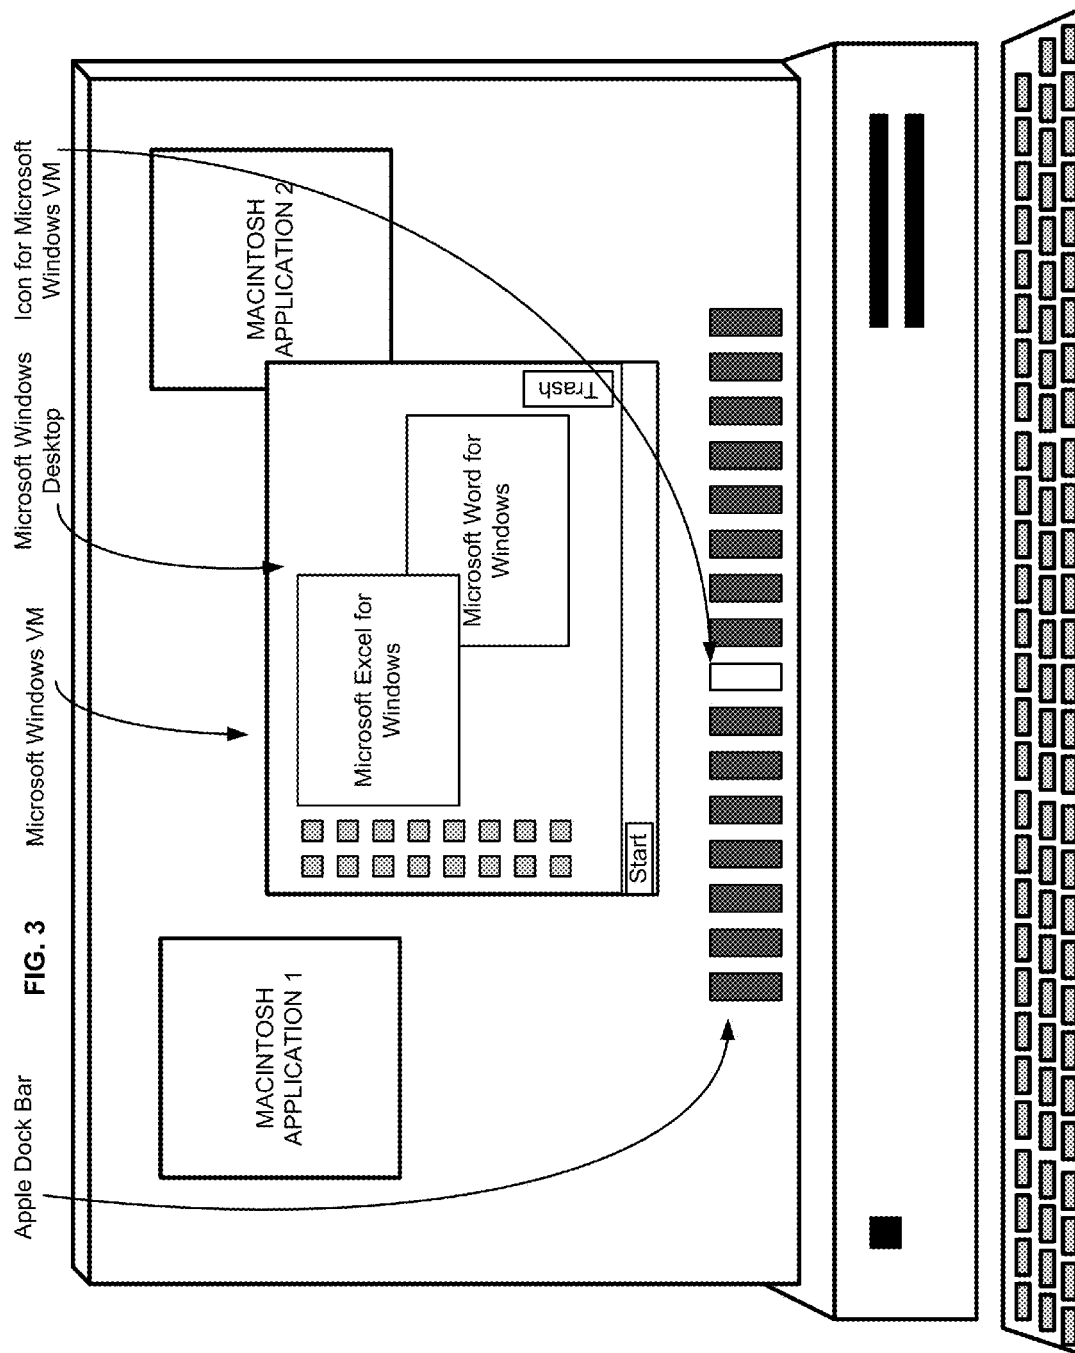 FIG. 3
Apple Dock Bar
Microsoft Windows VM
Microsoft Windows
Desktop
Icon for Microsoft
Windows VM
MACINTOSH
APPLICATION 1
MACINTOSH
APPLICATION 2
Microsoft Excel for
Windows
Microsoft Word for
Windows
Trash
Start